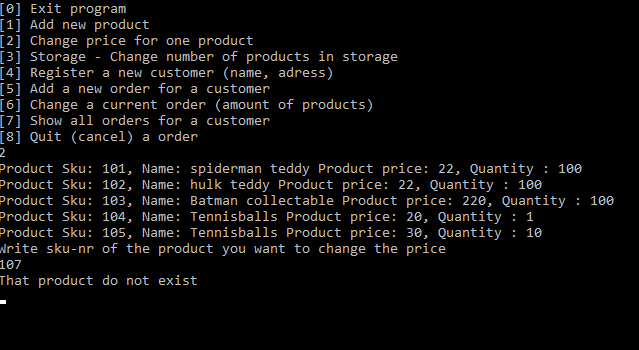 [0] Exit program
[1] Add new product
[2] Change price for one product
[3] Storage - Change number of products in storage
[4] Register a new customer (name, adress)
[5] Add a new order for a customer
[6] Change a current order (amount of products)
[7] Show all orders for a customer
[8] Quit (cancel) a order
2
Product Sku: 101, Name: spiderman teddy Product price: 22, Quantity : 100
Product Sku: 102, Name: hulk teddy Product price: 22, Quantity : 100
Product Sku: 103, Name: Batman collectable Product price: 220, Quantity : 100
Product Sku: 104, Name: Tennisballs Product price: 20, Quantity : 1
Product Sku: 105, Name: Tennisballs Product price: 30, Quantity : 10
Write sku-nr of the product you want to change the price
107
That product do not exist